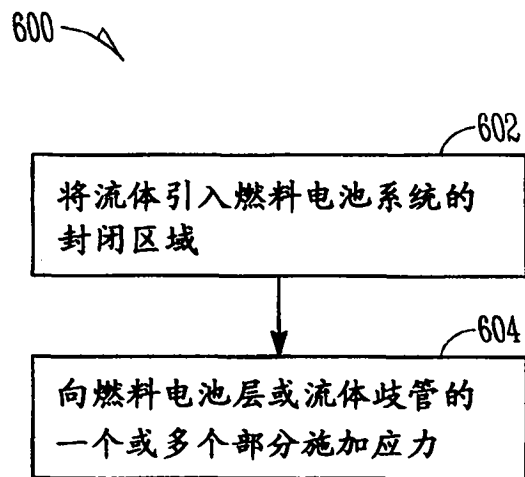 600
602
将流体引入燃料电池系统的
封闭区域
604
向燃料电池层或流体歧管的
一个或多个部分施加应力